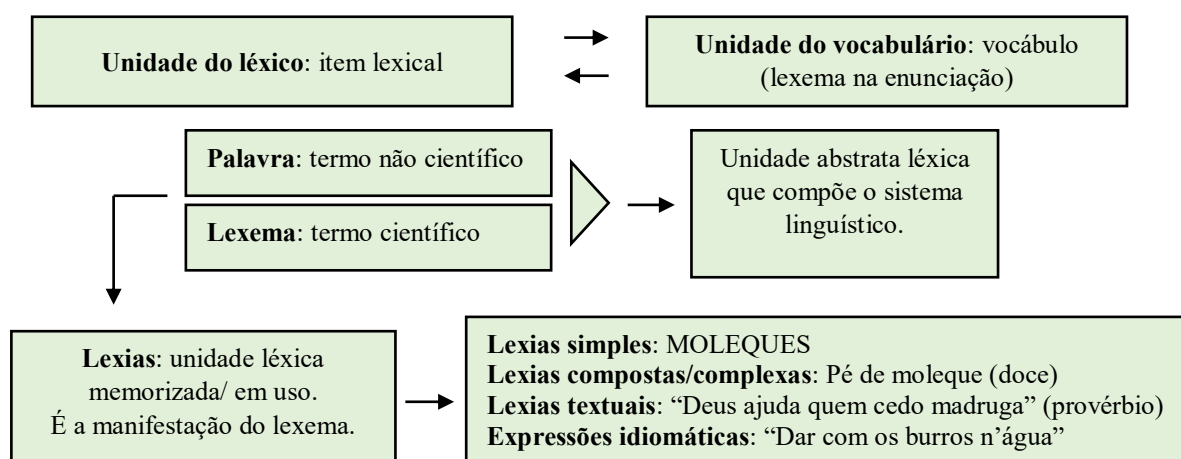 Unidade do léxico: item lexical
Unidade do vocabulário: vocábulo
(lexema na enunciação)
Palavra: termo não científico
Lexema: termo científico
Unidade abstrata léxica
que compõe o sistema
linguístico.
Lexias: unidade léxica
memorizada/ em uso.
É a manifestação do lexema.
Lexias simples: MOLEQUES
Lexias compostas/complexas: Pé de moleque (doce)
Lexias textuais: “Deus ajuda quem cedo madruga” (provérbio)
Expressões idiomáticas: “Dar com os burros n’água”